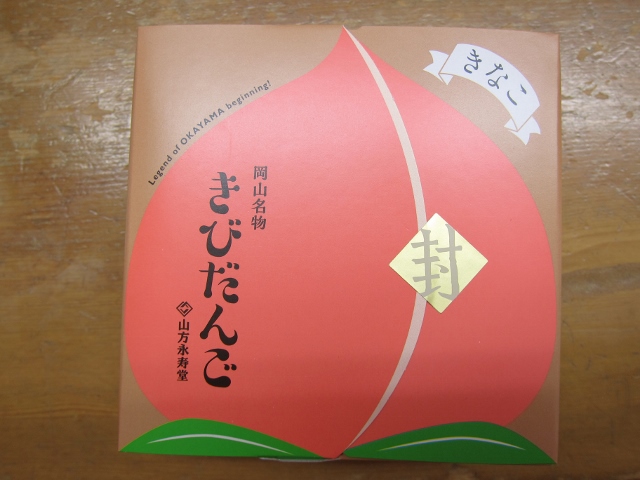 きなこ
Legend of OKAYAMA beginning!
岡山名物
きびだんご
山方永寿堂
封